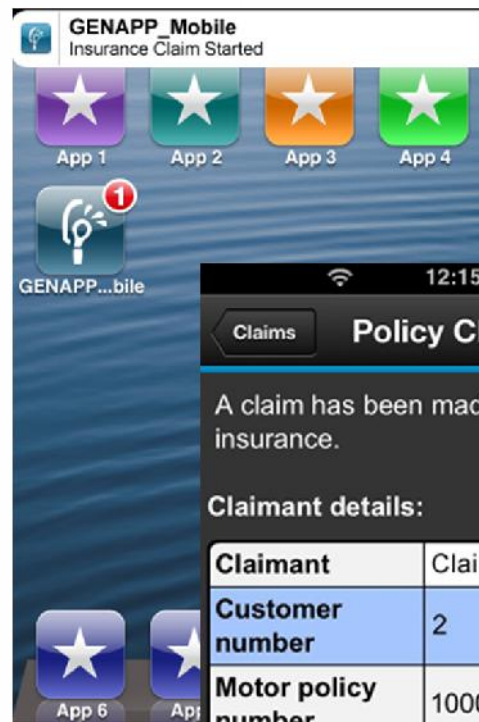 GENAPP_Mobile
Insurance Claim Started
App 1
App 2
App 3
App 4
1
GENAPP...bile
12:15
Claims
Policy Cl
A claim has been mad
insurance.
Claimant details:
Claimant
Clai
Customer
number
2
Motor policy
number
1000
App 6
App